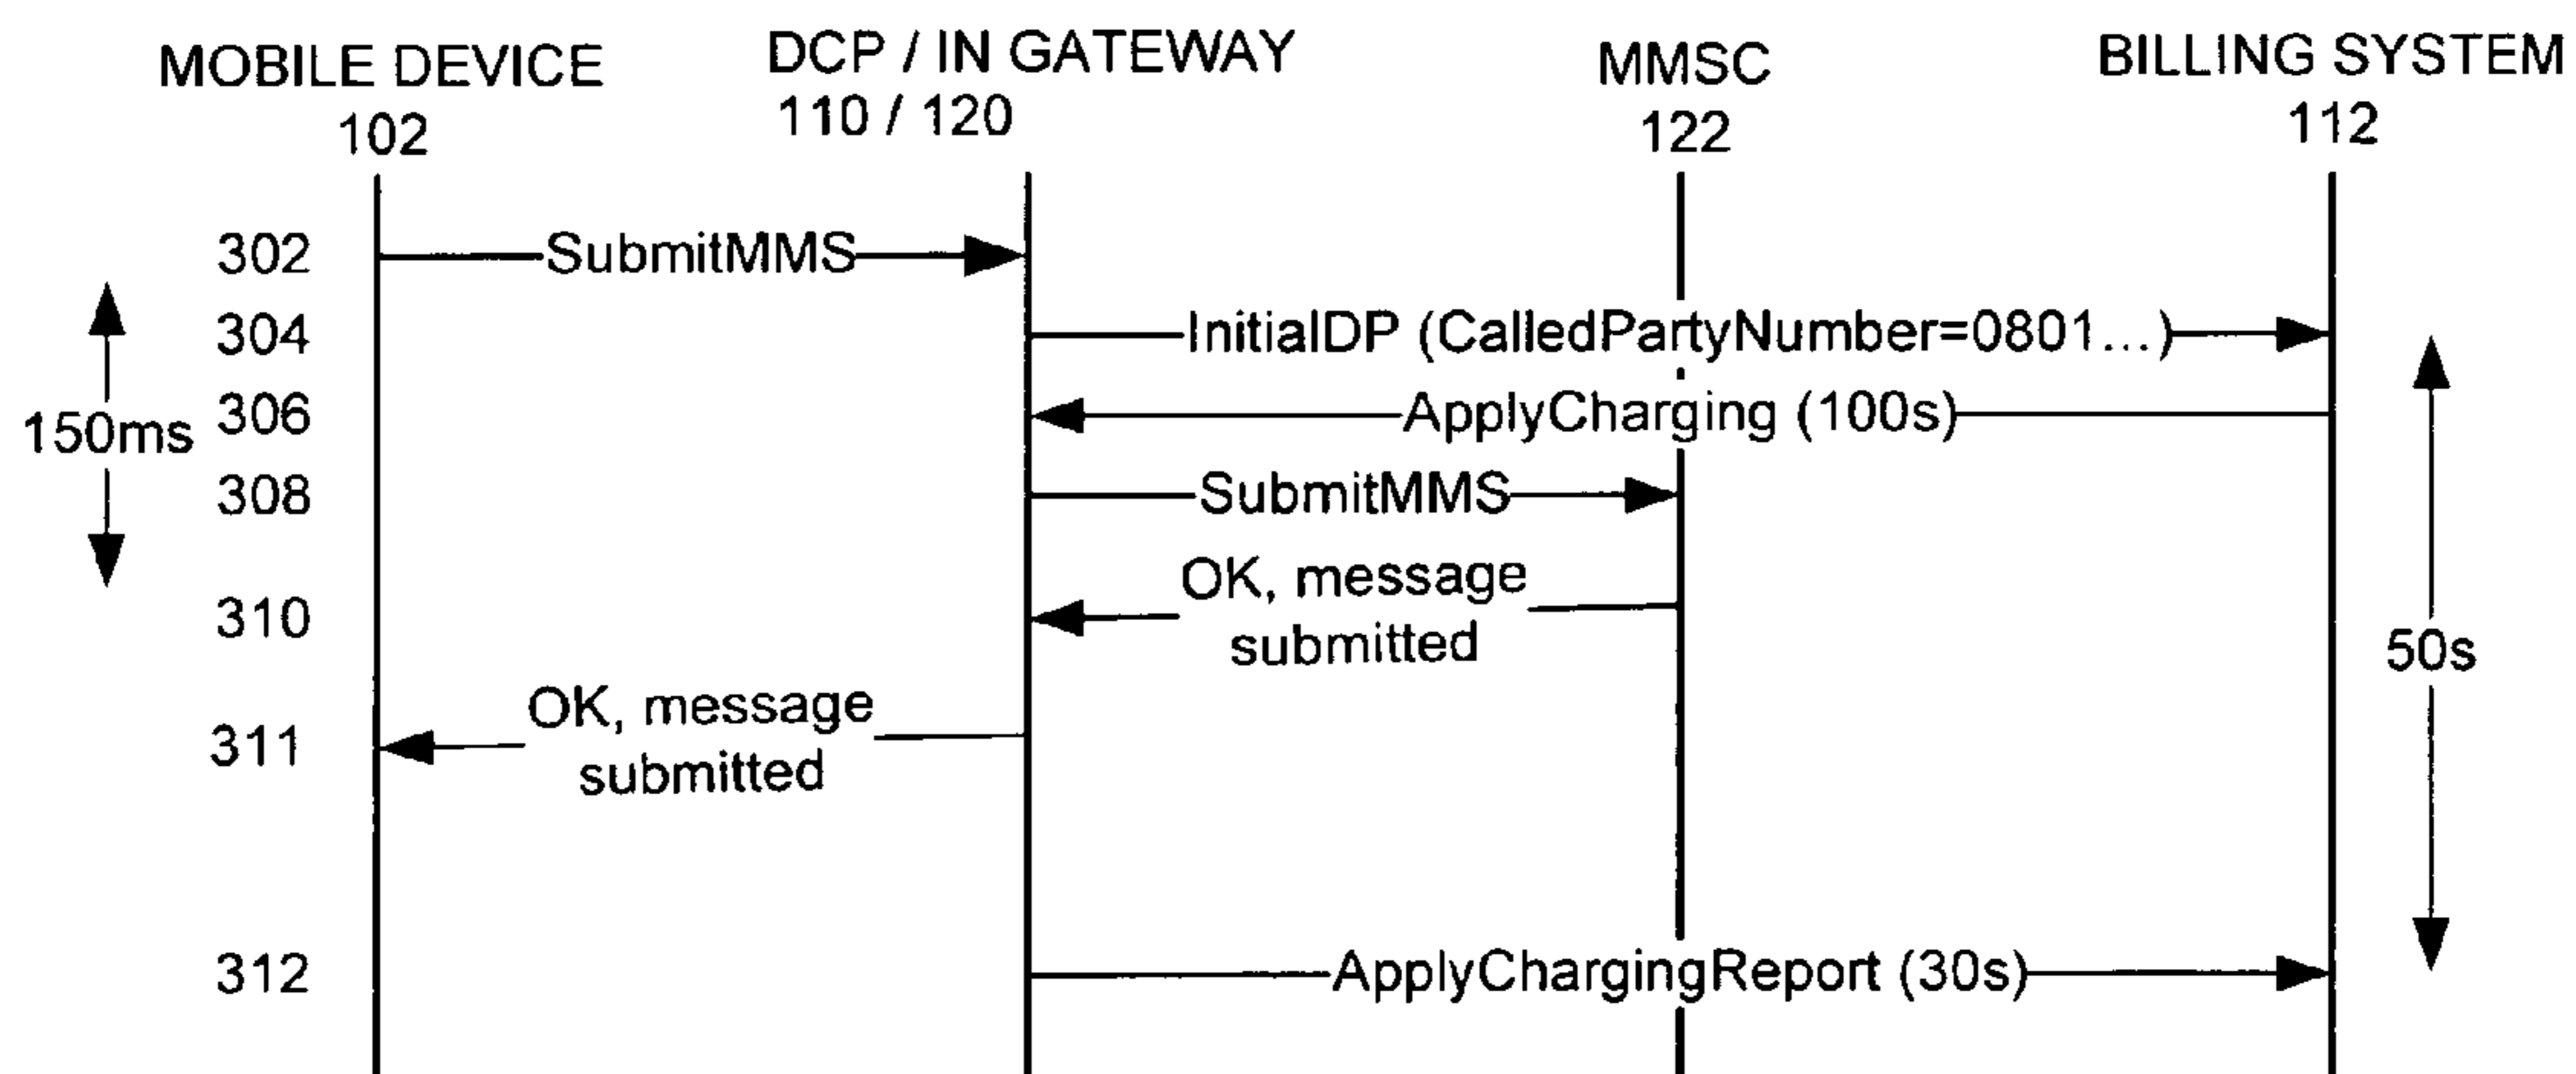 MOBILE DEVICE
102
DCP / IN GATEWAY
110 / 120
MMSC
122
BILLING SYSTEM
112
302
SubmitMMS
304
InitialDP (CalledPartyNumber=0801...)
150ms
306
ApplyCharging (100s)
308
SubmitMMS
310
OK, message
submitted
50s
311
OK, message
submitted
312
ApplyChargingReport (30s)